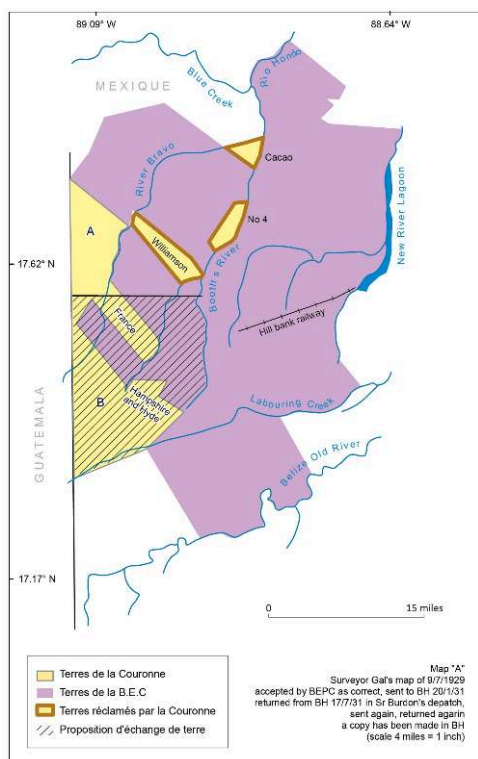 89.09° W
88.64° W
MEXIQUE
Blue Creek
Rio Hondo
River Bravo
Cacao
New River Lagoon
A
No 4
Williamson
17.62° N
Booth's River
Hill bank railway
France
Hampshire
and Hyde
B
Labouring Creek
GUATEMALA
Belize Old River
17.17° N
0
15 miles
Terres de la Couronne
Terres de la B.E.C
Terres réclamés par la Couronne
Proposition d'échange de terre
Map "A"
Surveyor Gal's map of 9/7/1929
accepted by BEPC as correct, sent to BH 20/1/31
returned from BH 17/7/31 in Sr Burdon's depatch,
sent again, returned agarin
a copy has been made in BH
(scale 4 miles = 1 inch)